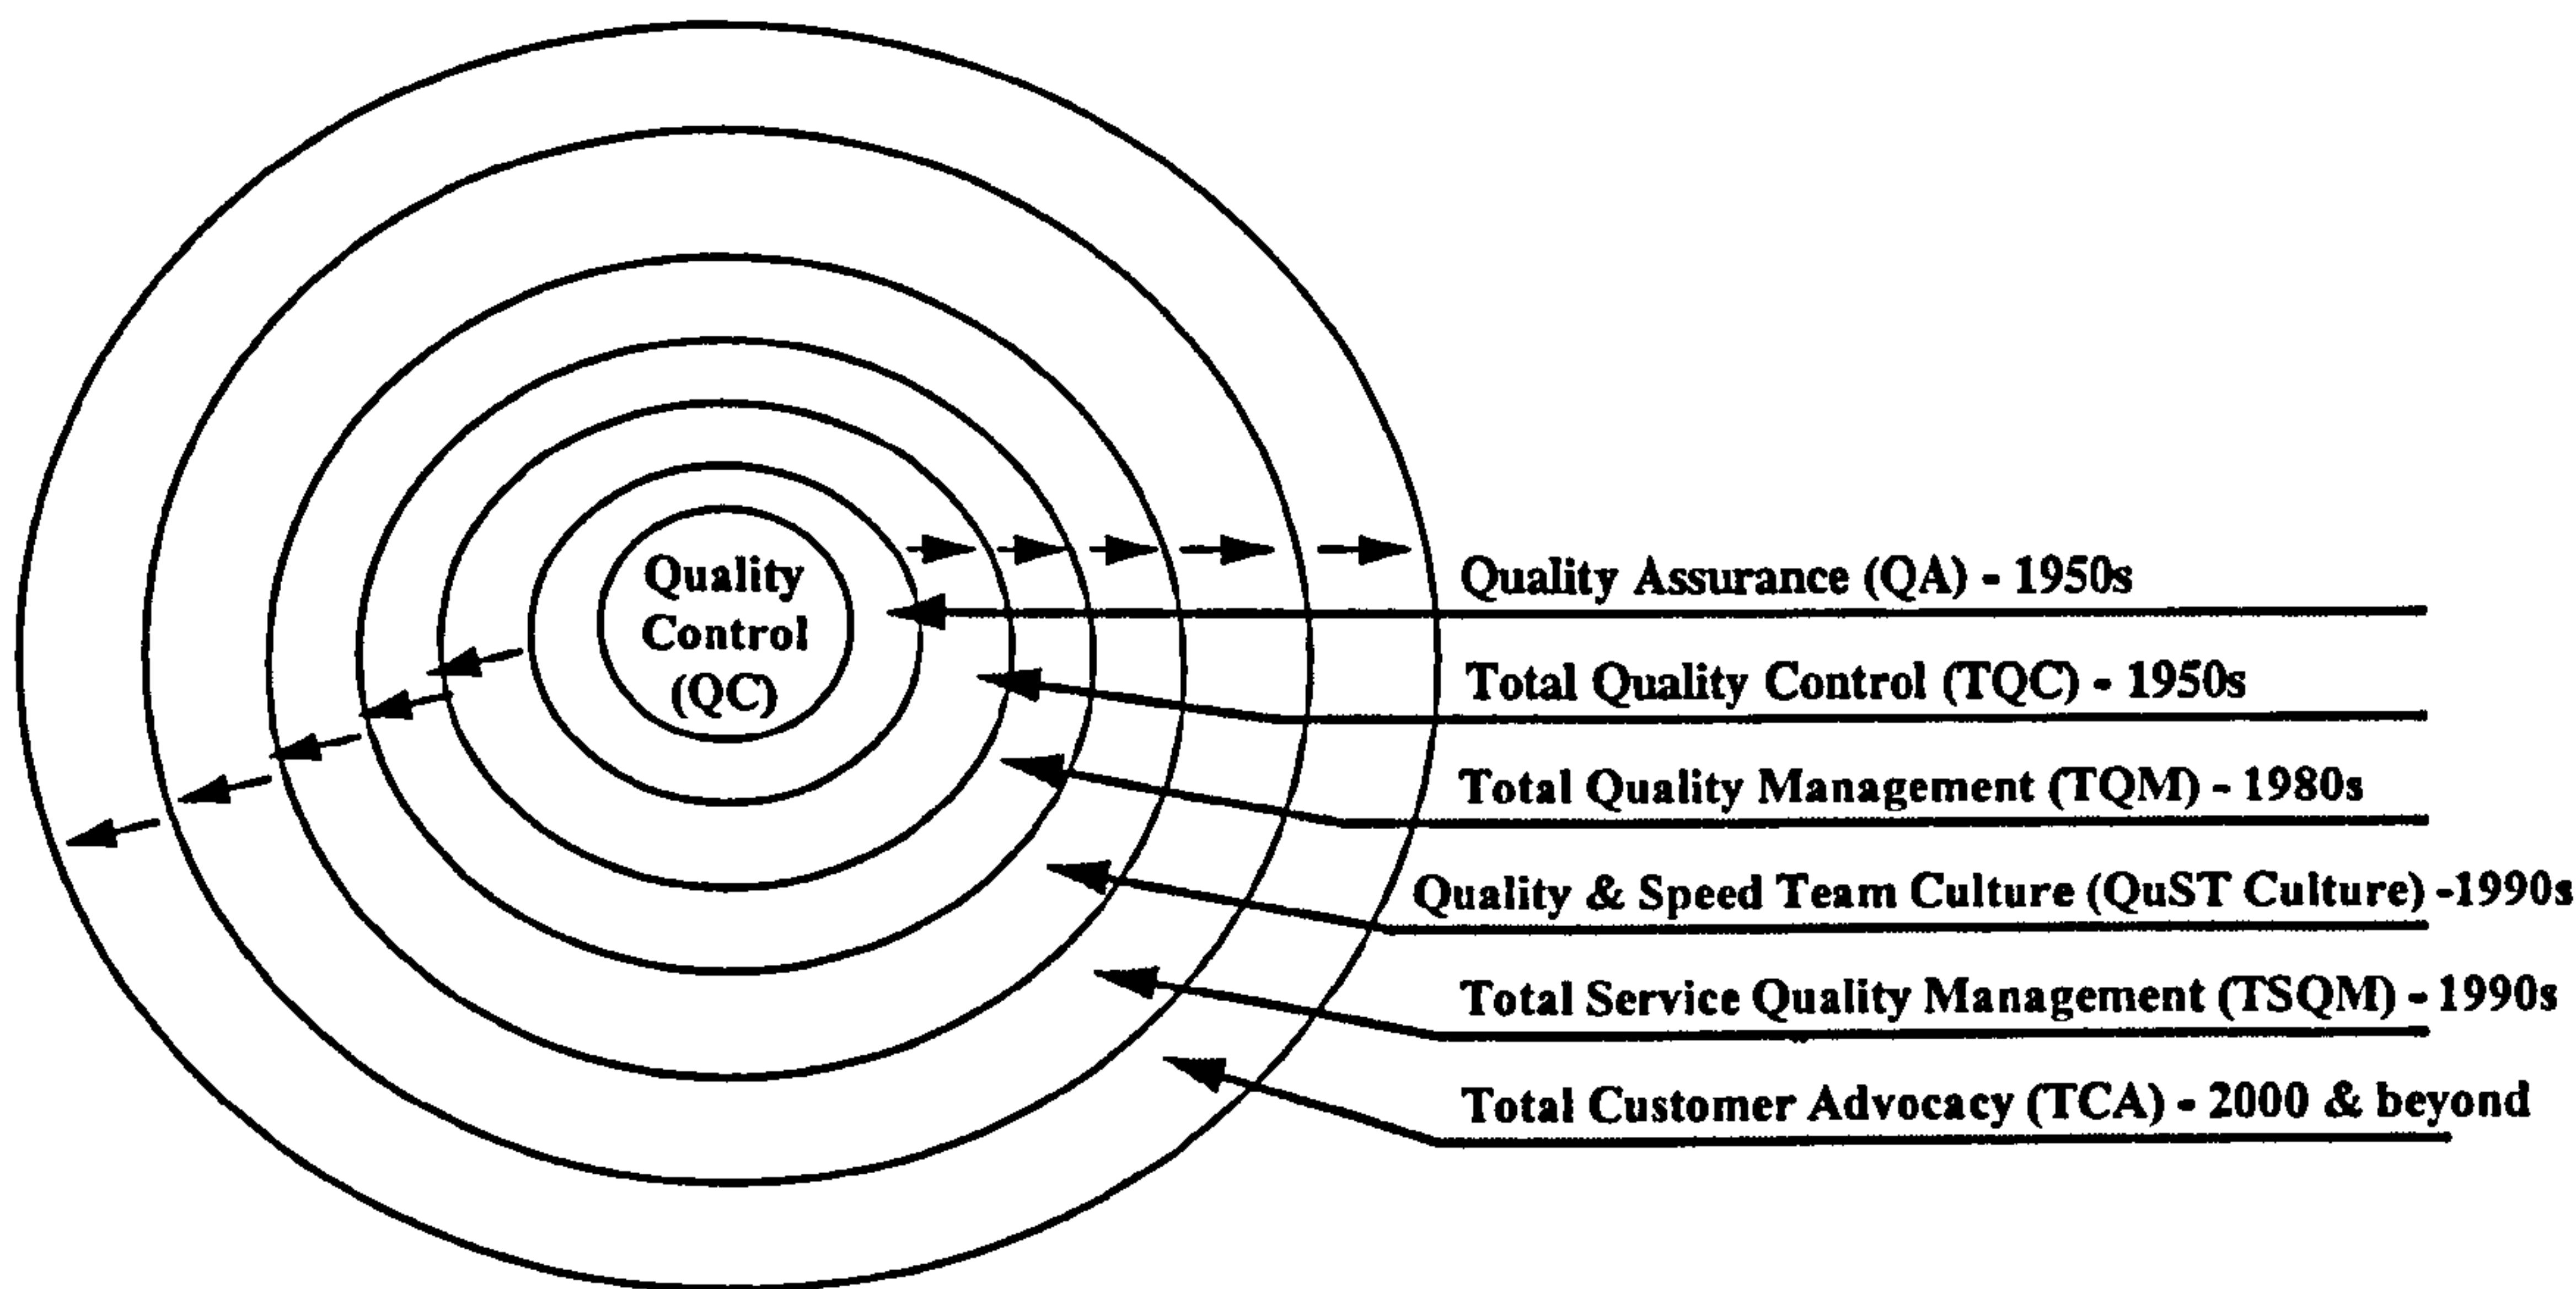 Quality
Control
(QC)
Quality Assurance (QA) - 1950s
Total Quality Control (TQC) - 1950s
Total Quality Management (TQM) - 1980s
Quality & Speed Team Culture (QuST Culture) -1990s
Total Service Quality Management (TSQM) - 1990s
Total Customer Advocacy (TCA) - 2000 & beyond